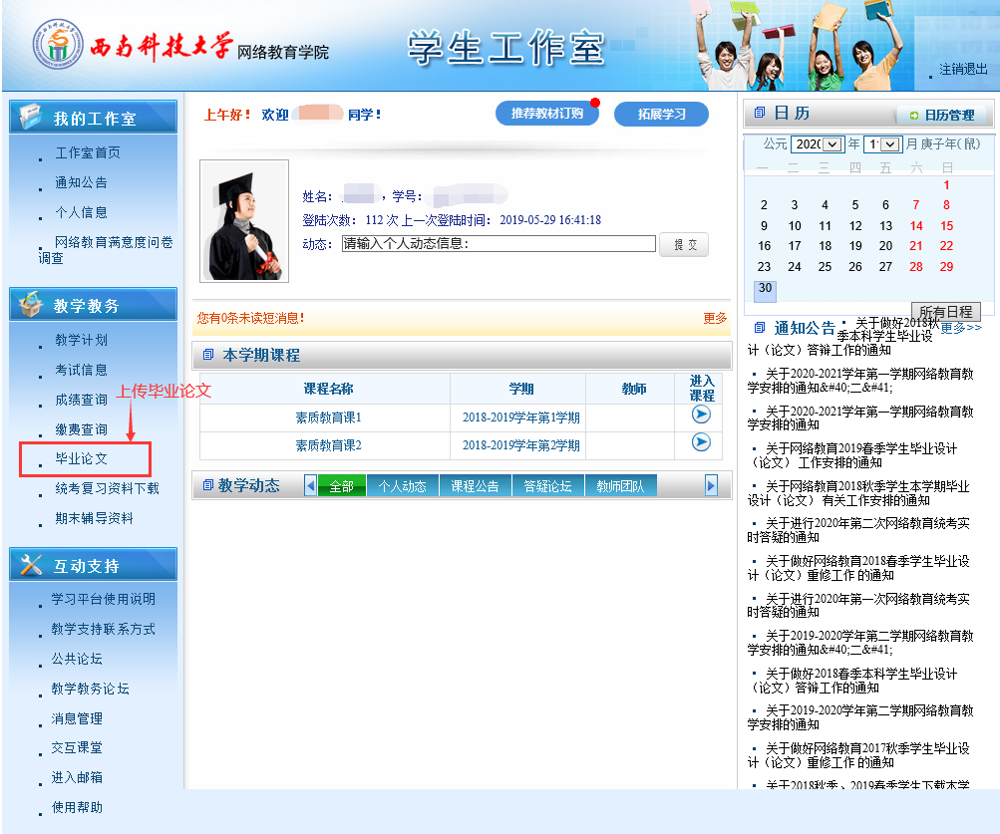 西南科技大学 网络教育学院
学生工作室
注销退出
我的工作室
工作室首页
通知公告
个人信息
网络教育满意度问卷
调查
教学教务
教学计划
考试信息
成绩查询
上传毕业论文
缴费查询
毕业论文
统考复习资料下载
期末辅导资料
互动支持
学习平台使用说明
教学支持联系方式
公共论坛
教学教务论坛
消息管理
交互课堂
进入邮箱
使用帮助
上午好！ 欢迎 同学！
推荐教材订购
拓展学习
姓名： ，学号：
登陆次数： 112 次 上一次登陆时间： 2019-05-29 16:41:18
动态： 请输入个人动态信息： 提 交
您有0条未读短消息！ 更多
本学期课程
课程名称 学期 教师 进入
课程
素质教育课1 2018-2019学年第1学期
素质教育课2 2018-2019学年第2学期
教学动态 全部 个人动态 课程公告 答疑论坛 教师团队
日历 日历管理
公元 2020 年 1 月 庚子年(鼠)
一 二 三 四 五 六 日
1
2 3 4 5 6 7 8
9 10 11 12 13 14 15
16 17 18 19 20 21 22
23 24 25 26 27 28 29
30
所有日程
通知公告 更多>>
关于做好2018秋
季本科学生毕业设
计（论文）答辩工作的通知
关于2020-2021学年第一学期网络教育教
学安排的通知&#40;二&#41;
关于2020-2021学年第一学期网络教育教
学安排的通知
关于网络教育2019春季学生毕业设计
（论文） 工作安排的通知
关于网络教育2018秋季学生本学期毕业
设计（论文） 有关工作安排的通知
关于进行2020年第二次网络教育统考实
时答疑的通知
关于做好网络教育2018春季学生毕业设
计（论文）重修工作 的通知
关于进行2020年第一次网络教育统考实
时答疑的通知
关于2019-2020学年第二学期网络教育教
学安排的通知&#40;二&#41;
关于做好2018春季本科学生毕业设计
（论文）答辩工作的通知
关于2019-2020学年第二学期网络教育教
学安排的通知
关于做好网络教育2017秋季学生毕业设
计（论文）重修工作 的通知
关于2018秋季、2019春季学生下载本学